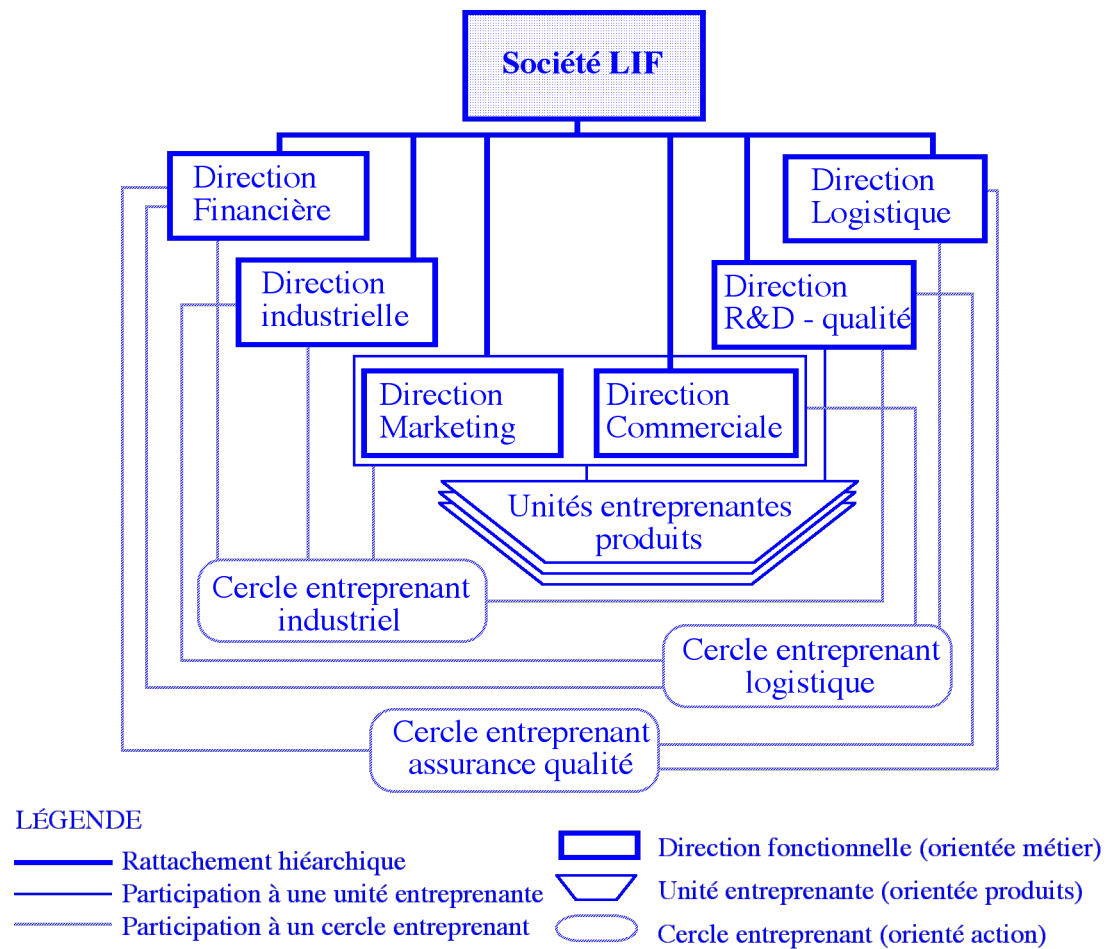 Société LIF
Direction
Financière
Direction
Logistique
Direction
industrielle
Direction
R&D - qualité
Direction
Marketing
Direction
Commerciale
Unités entreprenantes
produits
Cercle entreprenant
industriel
Cercle entreprenant
logistique
Cercle entreprenant
assurance qualité
LÉGENDE
Rattachement hiéarchique
Participation à une unité entreprenante
Participation à un cercle entreprenant
Direction fonctionnelle (orientée métier)
Unité entreprenante (orientée produits)
Cercle entreprenant (orienté action)